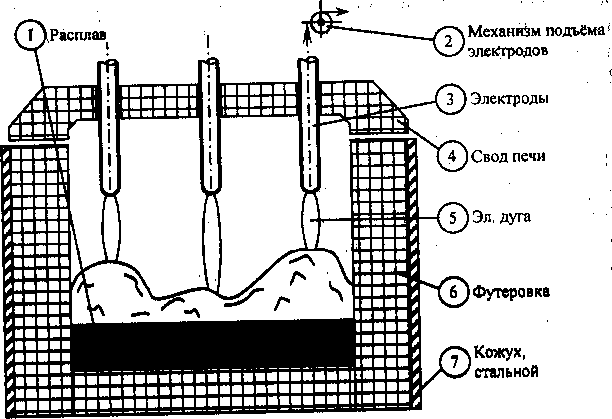 1 Расплав
2 Механизм подъёма
электродов
3 Электроды
4 Свод печи
5 Эл. дуга
6 Футеровка
7 Кожух,
стальной